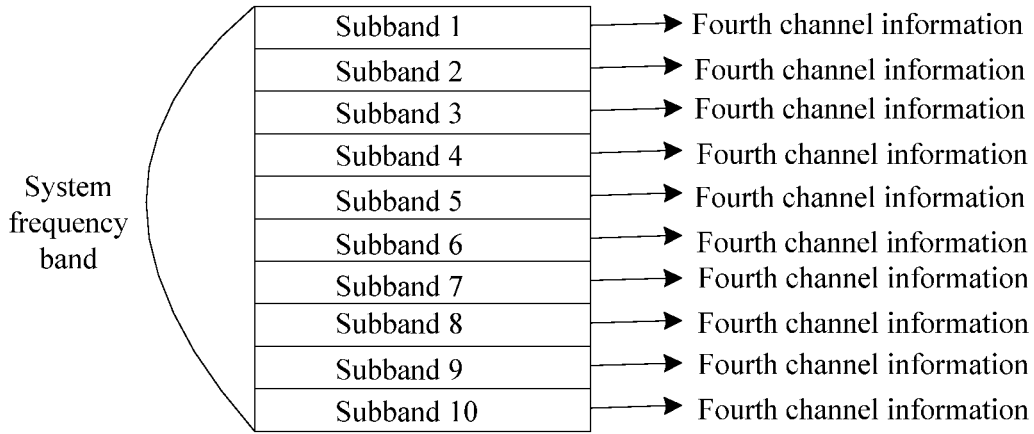 Subband 1 Fourth channel information
Subband 2 Fourth channel information
Subband 3 Fourth channel information
Subband 4 Fourth channel information
Subband 5 Fourth channel information
Subband 6 Fourth channel information
Subband 7 Fourth channel information
Subband 8 Fourth channel information
Subband 9 Fourth channel information
Subband 10 Fourth channel information
System
frequency
band